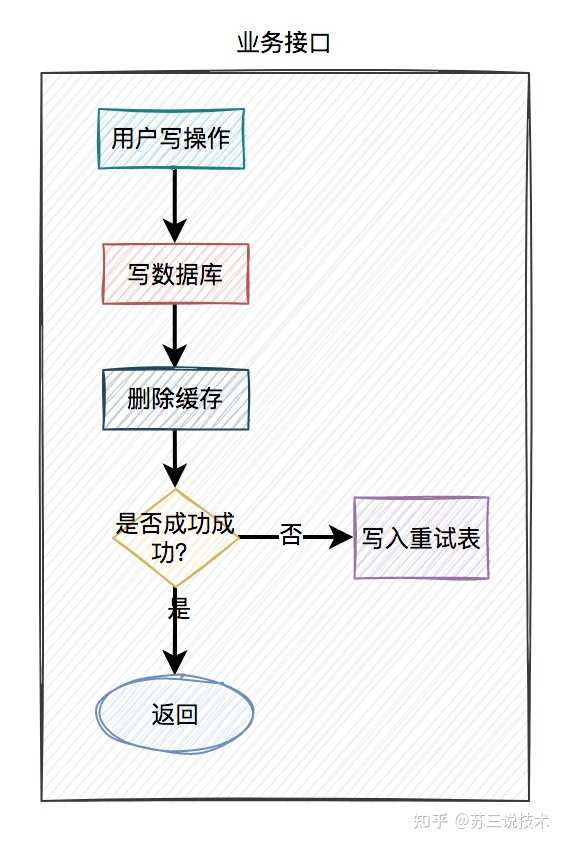 业务接口
用户写操作
写数据库
删除缓存
是否成功成
功?
否
写入重试表
是
返回
知乎 @苏三说技术